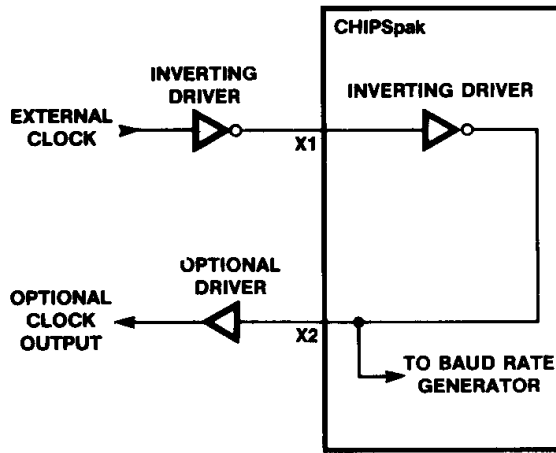 CHIPSpak
INVERTING
DRIVER
INVERTING DRIVER
EXTERNAL
CLOCK
X1
OPTIONAL
DRIVER
OPTIONAL
CLOCK
OUTPUT
X2
TO BAUD RATE
GENERATOR